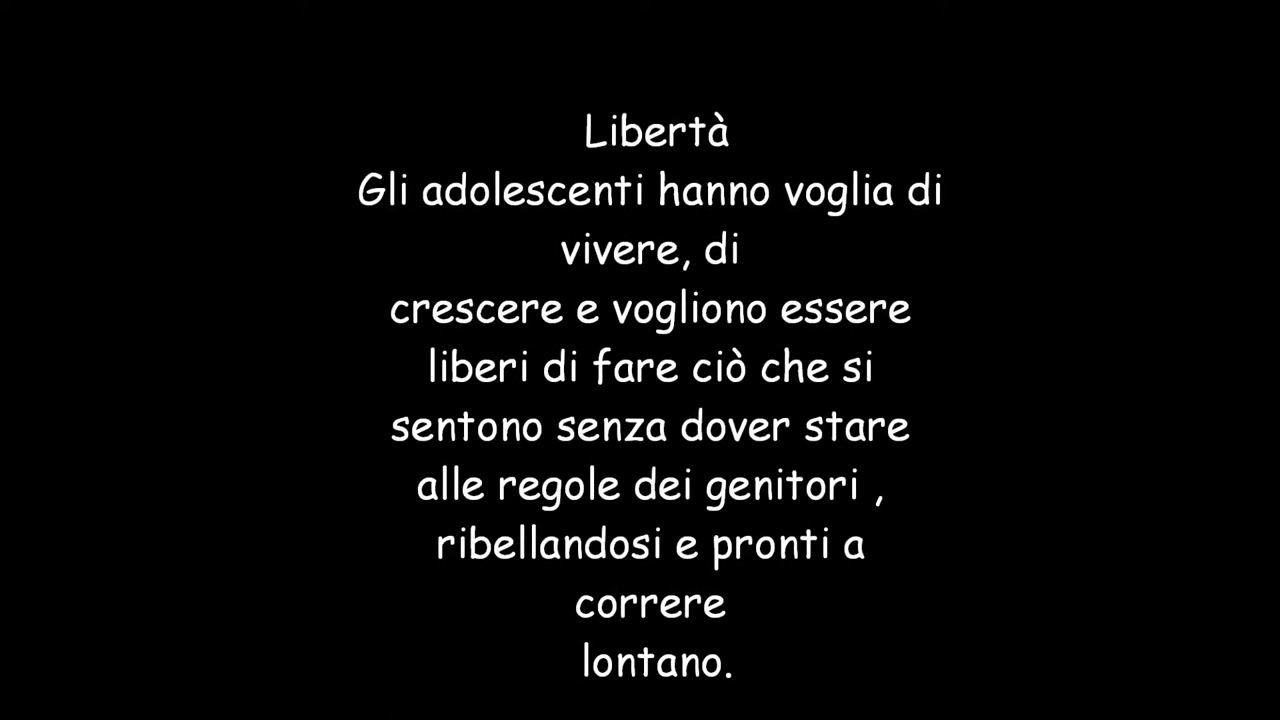 Libertà
Gli adolescenti hanno voglia di
vivere, di
crescere e vogliono essere
liberi di fare ciò che si
sentono senza dover stare
alle regole dei genitori ,
ribellandosi e pronti a
correre
lontano.